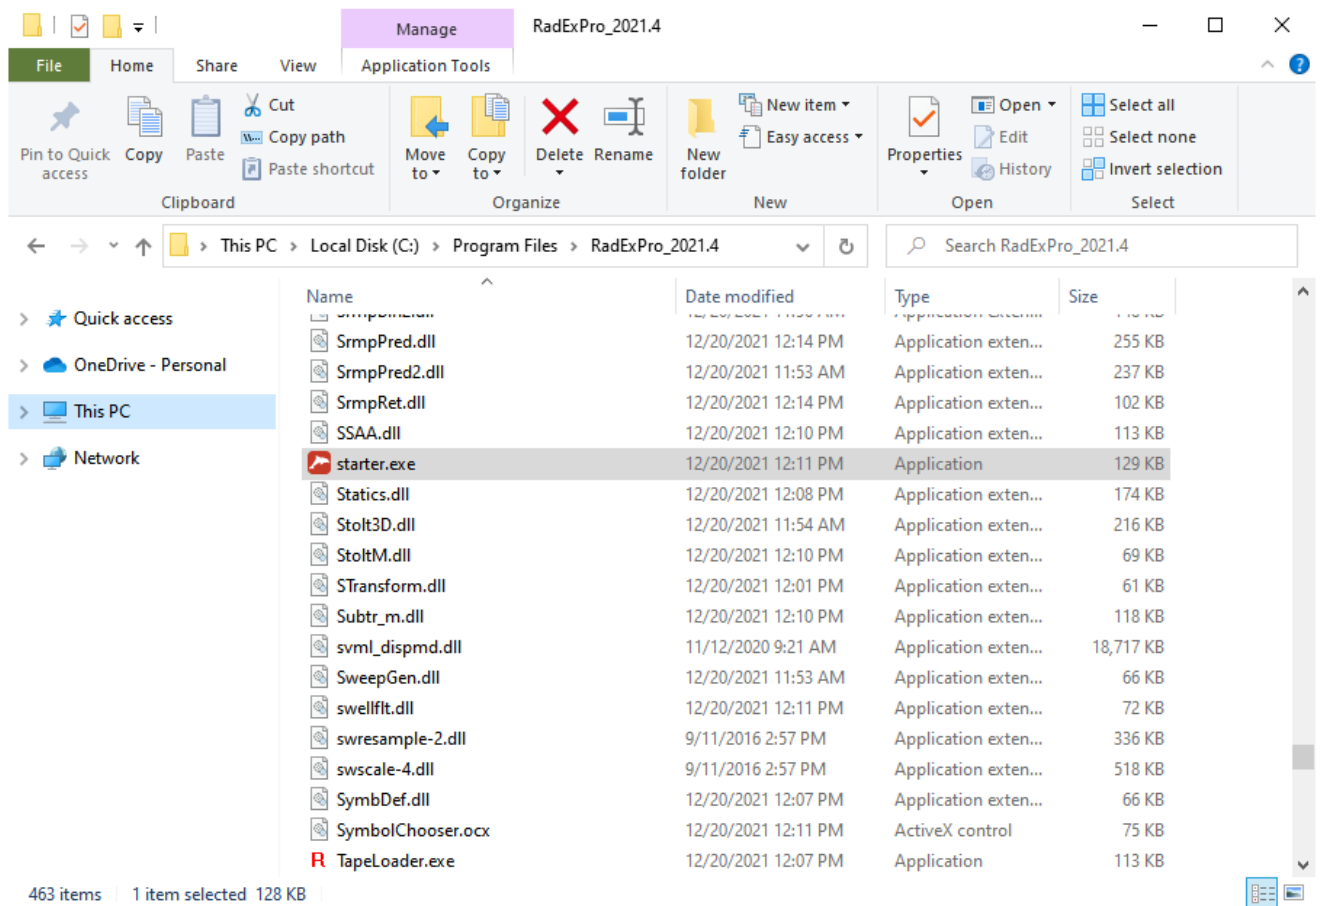 Manage
RadExPro_2021.4
File Home Share View Application Tools
Pin to Quick access
Copy
Paste
Cut
Copy path
Paste shortcut
Move to
Copy to
Delete
Rename
New folder
New item
Easy access
Properties
Open
Edit
History
Select all
Select none
Invert selection
Clipboard Organize New Open Select
This PC > Local Disk (C:) > Program Files > RadExPro_2021.4
Search RadExPro_2021.4
Quick access
OneDrive - Personal
This PC
Network
Name Date modified Type Size
SrmpPred.dll 12/20/2021 12:14 PM Application exten... 255 KB
SrmpPred2.dll 12/20/2021 11:53 AM Application exten... 237 KB
SrmpRet.dll 12/20/2021 12:14 PM Application exten... 102 KB
SSAA.dll 12/20/2021 12:10 PM Application exten... 113 KB
starter.exe 12/20/2021 12:11 PM Application 129 KB
Statics.dll 12/20/2021 12:08 PM Application exten... 174 KB
Stolt3D.dll 12/20/2021 11:54 AM Application exten... 216 KB
StoltM.dll 12/20/2021 12:10 PM Application exten... 69 KB
STransform.dll 12/20/2021 12:01 PM Application exten... 61 KB
Subtr_m.dll 12/20/2021 12:10 PM Application exten... 118 KB
svml_dispmd.dll 11/12/2020 9:21 AM Application exten... 18,717 KB
SweepGen.dll 12/20/2021 11:53 AM Application exten... 66 KB
swellflt.dll 12/20/2021 12:11 PM Application exten... 72 KB
swresample-2.dll 9/11/2016 2:57 PM Application exten... 336 KB
swscale-4.dll 9/11/2016 2:57 PM Application exten... 518 KB
SymbDef.dll 12/20/2021 12:07 PM Application exten... 66 KB
SymbolChooser.ocx 12/20/2021 12:11 PM ActiveX control 75 KB
R TapeLoader.exe 12/20/2021 12:07 PM Application 113 KB
463 items 1 item selected 128 KB